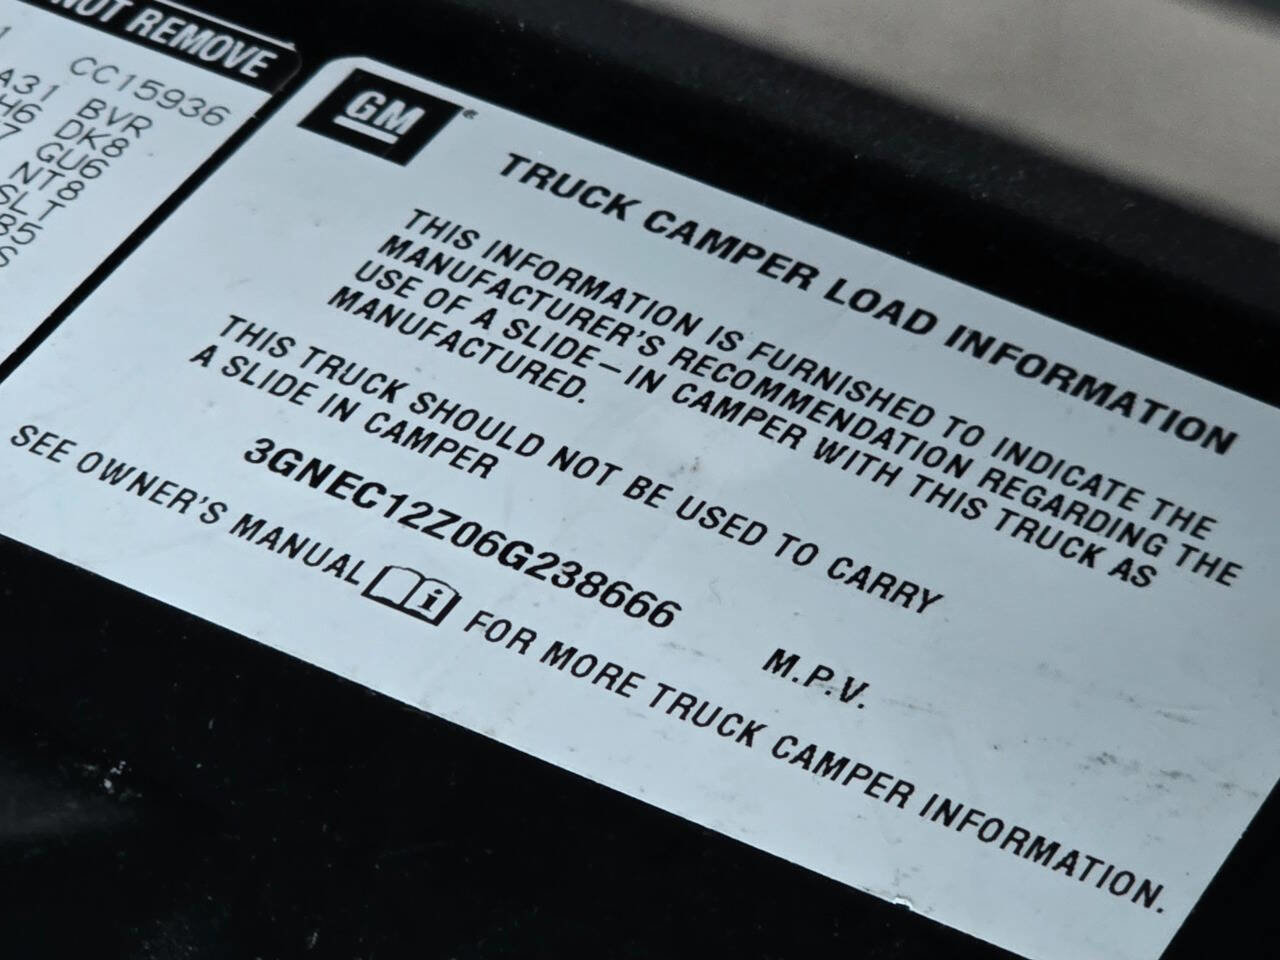 NOT REMOVE
CC15936
A31 BVR
H6 DK8
7 GU6
NT8
SLT
B5
S
GM
TRUCK CAMPER LOAD INFORMATION
THIS INFORMATION IS FURNISHED TO INDICATE THE
MANUFACTURER'S RECOMMENDATION REGARDING THE
USE OF A SLIDE–IN CAMPER WITH THIS TRUCK AS
MANUFACTURED.
THIS TRUCK SHOULD NOT BE USED TO CARRY
A SLIDE IN CAMPER
3GNEC12Z06G238666 M.P.V.
SEE OWNER'S MANUAL i FOR MORE TRUCK CAMPER INFORMATION.